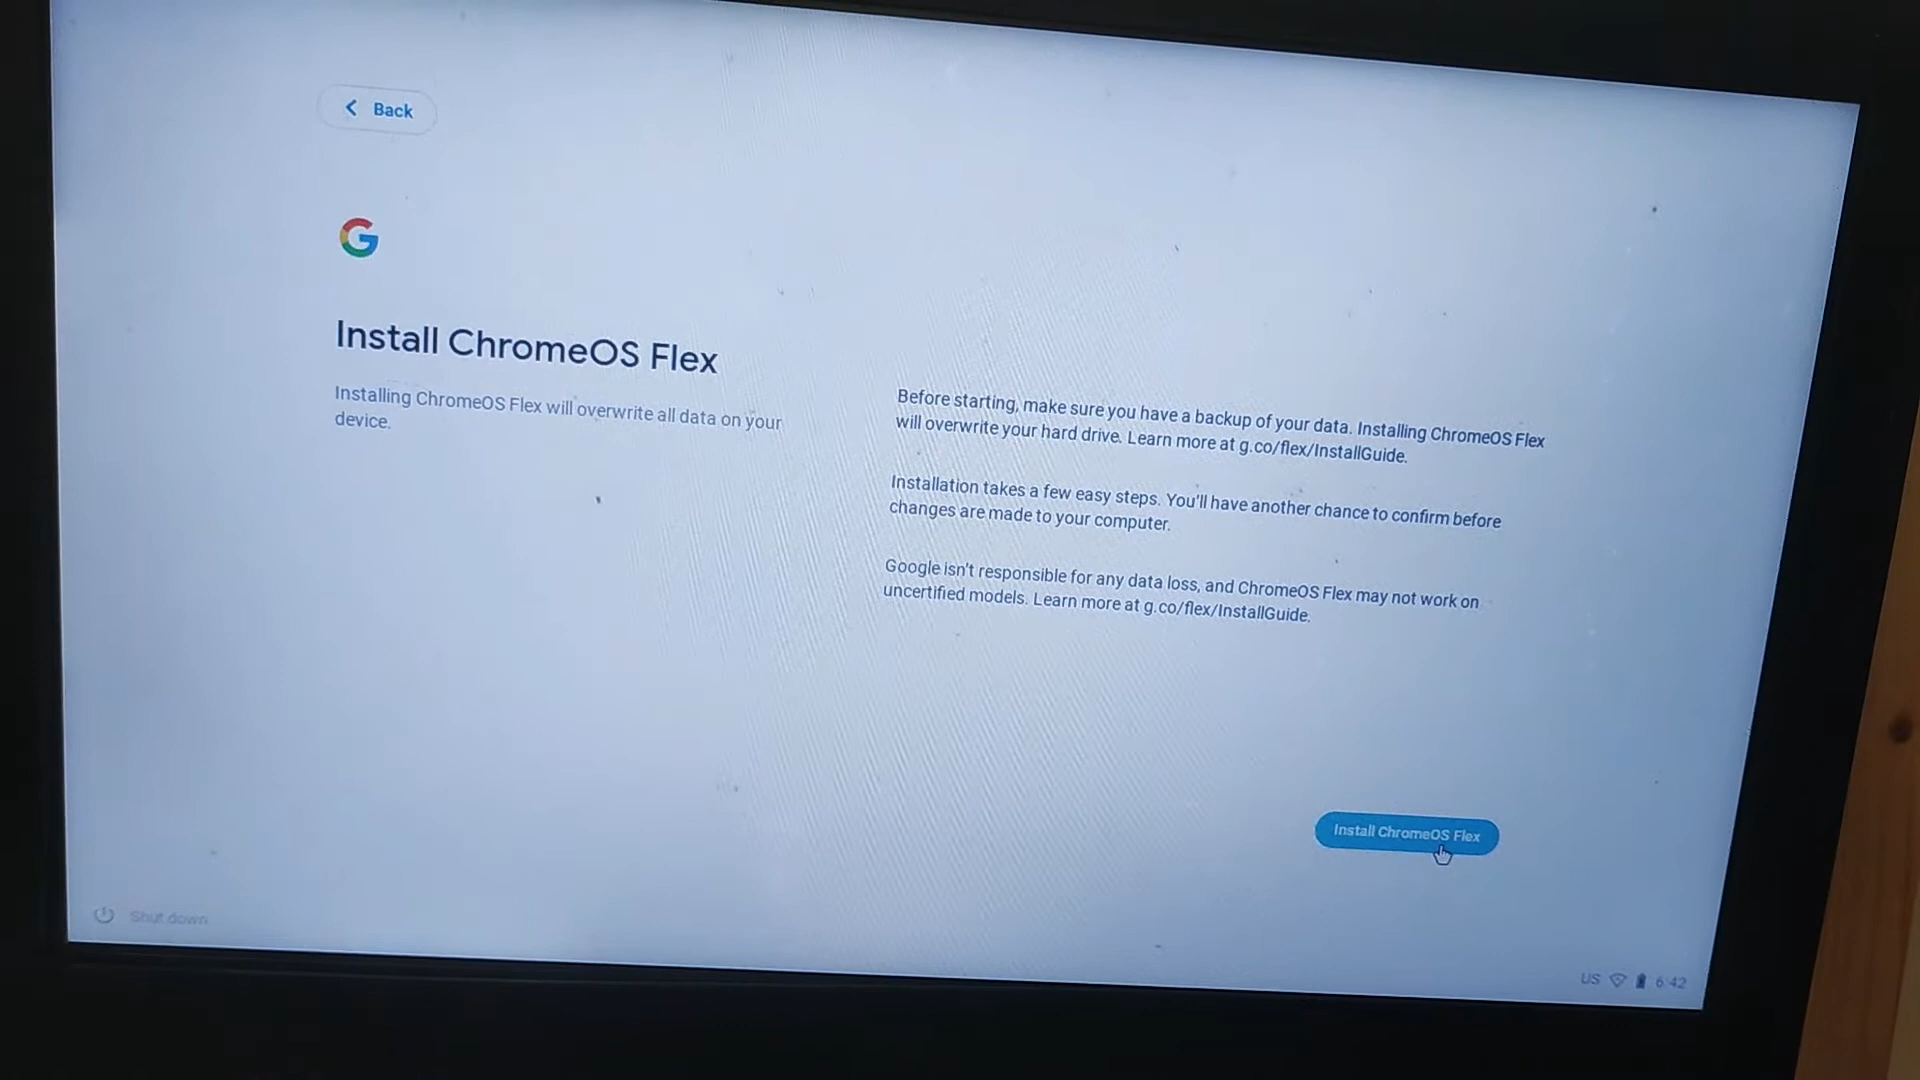 Back
Install ChromeOS Flex
Installing ChromeOS Flex will overwrite all data on your
device.
Before starting, make sure you have a backup of your data. Installing ChromeOS Flex
will overwrite your hard drive. Learn more at g.co/flex/InstallGuide.
Installation takes a few easy steps. You'll have another chance to confirm before
changes are made to your computer.
Google isn't responsible for any data loss, and ChromeOS Flex may not work on
uncertified models. Learn more at g.co/flex/InstallGuide.
Install ChromeOS Flex
Shut down
US 6:42